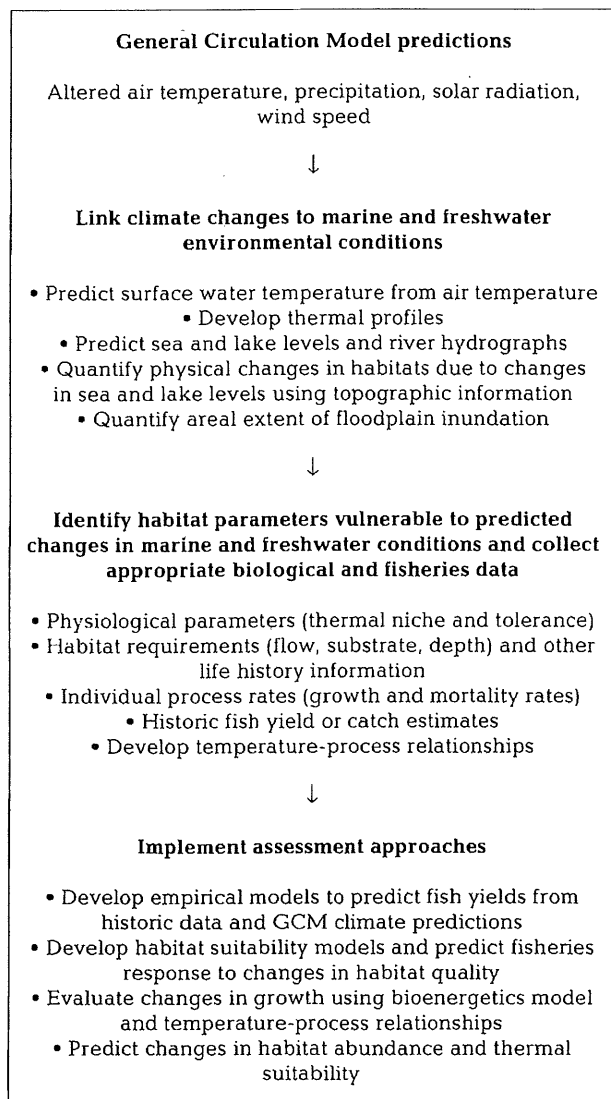 General Circulation Model predictions
Altered air temperature, precipitation, solar radiation,
wind speed
↓
Link climate changes to marine and freshwater
environmental conditions
• Predict surface water temperature from air temperature
• Develop thermal profiles
• Predict sea and lake levels and river hydrographs
• Quantify physical changes in habitats due to changes
in sea and lake levels using topographic information
• Quantify areal extent of floodplain inundation
↓
Identify habitat parameters vulnerable to predicted
changes in marine and freshwater conditions and collect
appropriate biological and fisheries data
• Physiological parameters (thermal niche and tolerance)
• Habitat requirements (flow, substrate, depth) and other
life history information
• Individual process rates (growth and mortality rates)
• Historic fish yield or catch estimates
• Develop temperature-process relationships
↓
Implement assessment approaches
• Develop empirical models to predict fish yields from
historic data and GCM climate predictions
• Develop habitat suitability models and predict fisheries
response to changes in habitat quality
• Evaluate changes in growth using bioenergetics model
and temperature-process relationships
• Predict changes in habitat abundance and thermal
suitability